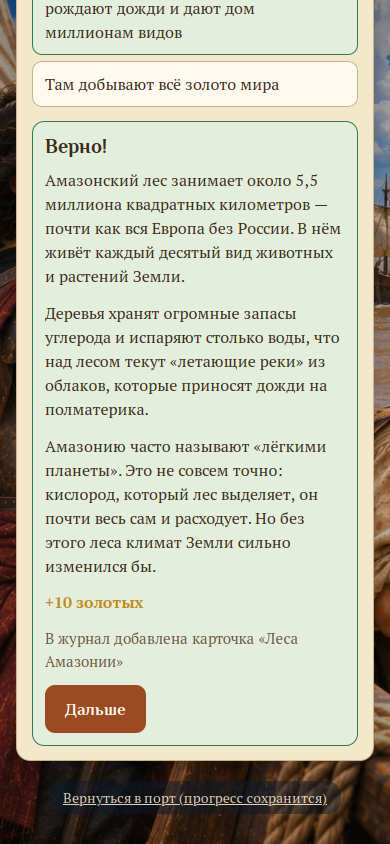 рождают дожди и дают дом
миллионам видов
Там добывают всё золото мира
Верно!
Амазонский лес занимает около 5,5
миллиона квадратных километров —
почти как вся Европа без России. В нём
живёт каждый десятый вид животных
и растений Земли.
Деревья хранят огромные запасы
углерода и испаряют столько воды, что
над лесом текут «летающие реки» из
облаков, которые приносят дожди на
полматерика.
Амазонию часто называют «лёгкими
планеты». Это не совсем точно:
кислород, который лес выделяет, он
почти весь сам и расходует. Но без
этого леса климат Земли сильно
изменился бы.
+10 золотых
В журнал добавлена карточка «Леса
Амазонии»
Дальше
Вернуться в порт (прогресс сохранится)